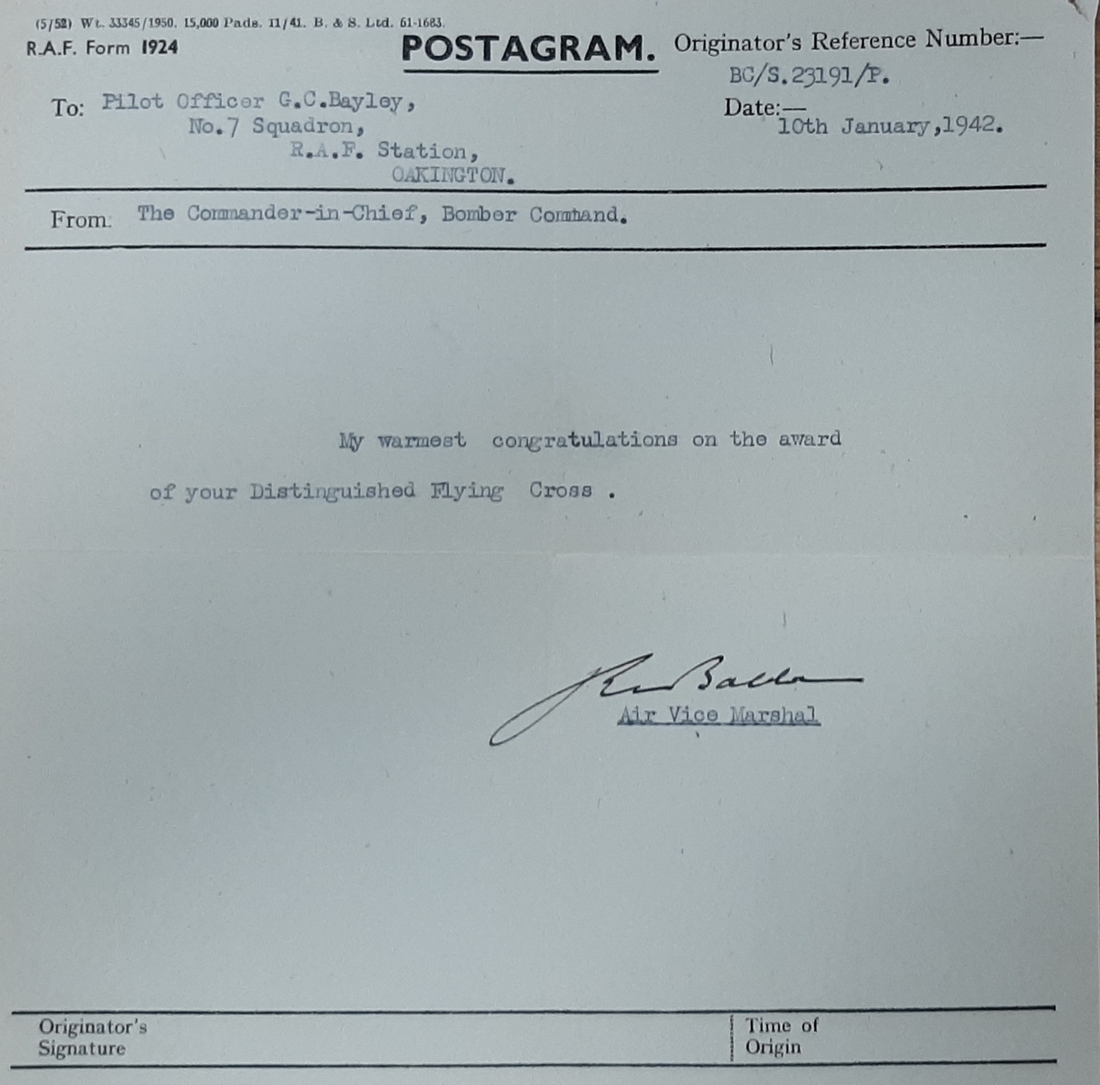 (5/52) Wt. 33345/1950. 15,000 Pads. 11/41. B. & S. Ltd. 61-1683.
R.A.F. Form 1924
POSTAGRAM.
Originator's Reference Number:—
BC/S.23191/P.
To: Pilot Officer G.C.Bayley,
No.7 Squadron,
R.A.F. Station,
OAKINGTON.
Date:—
10th January,1942.
From: The Commander-in-Chief, Bomber Command.
My warmest congratulations on the award
of your Distinguished Flying Cross .
Air Vice Marshal
Originator's
Signature
Time of
Origin